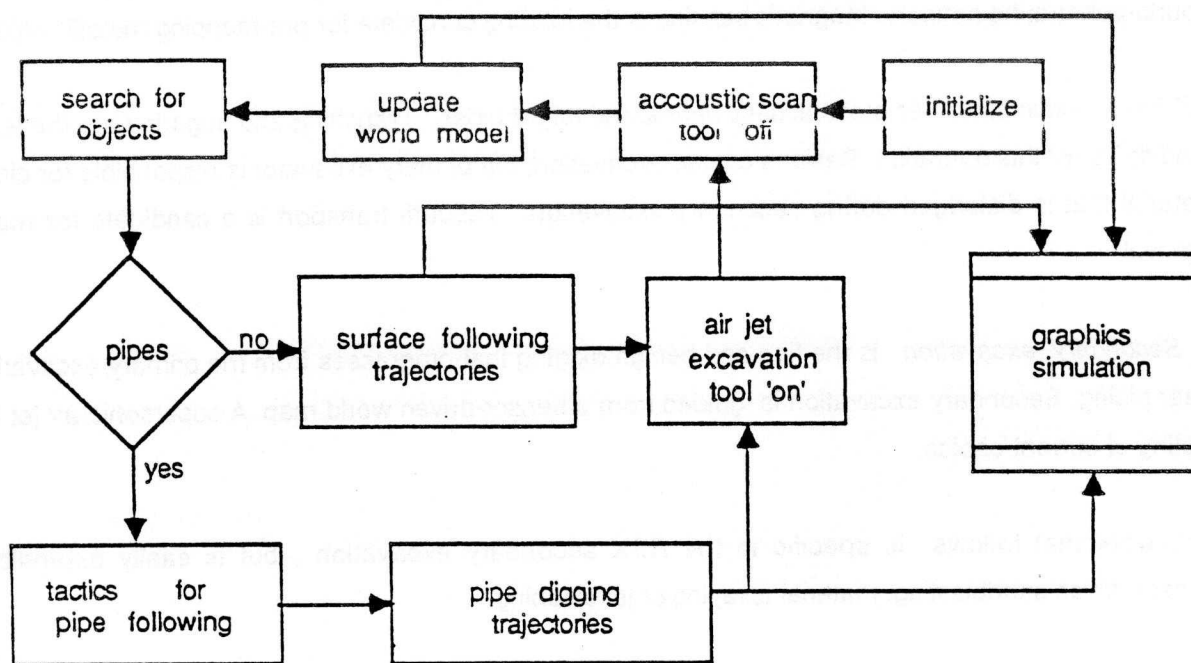 search for
objects
update
world model
accoustic scan
tool off
initialize
pipes
no
yes
surface following
trajectories
air jet
excavation
tool 'on'
graphics
simulation
tactics for
pipe following
pipe digging
trajectories